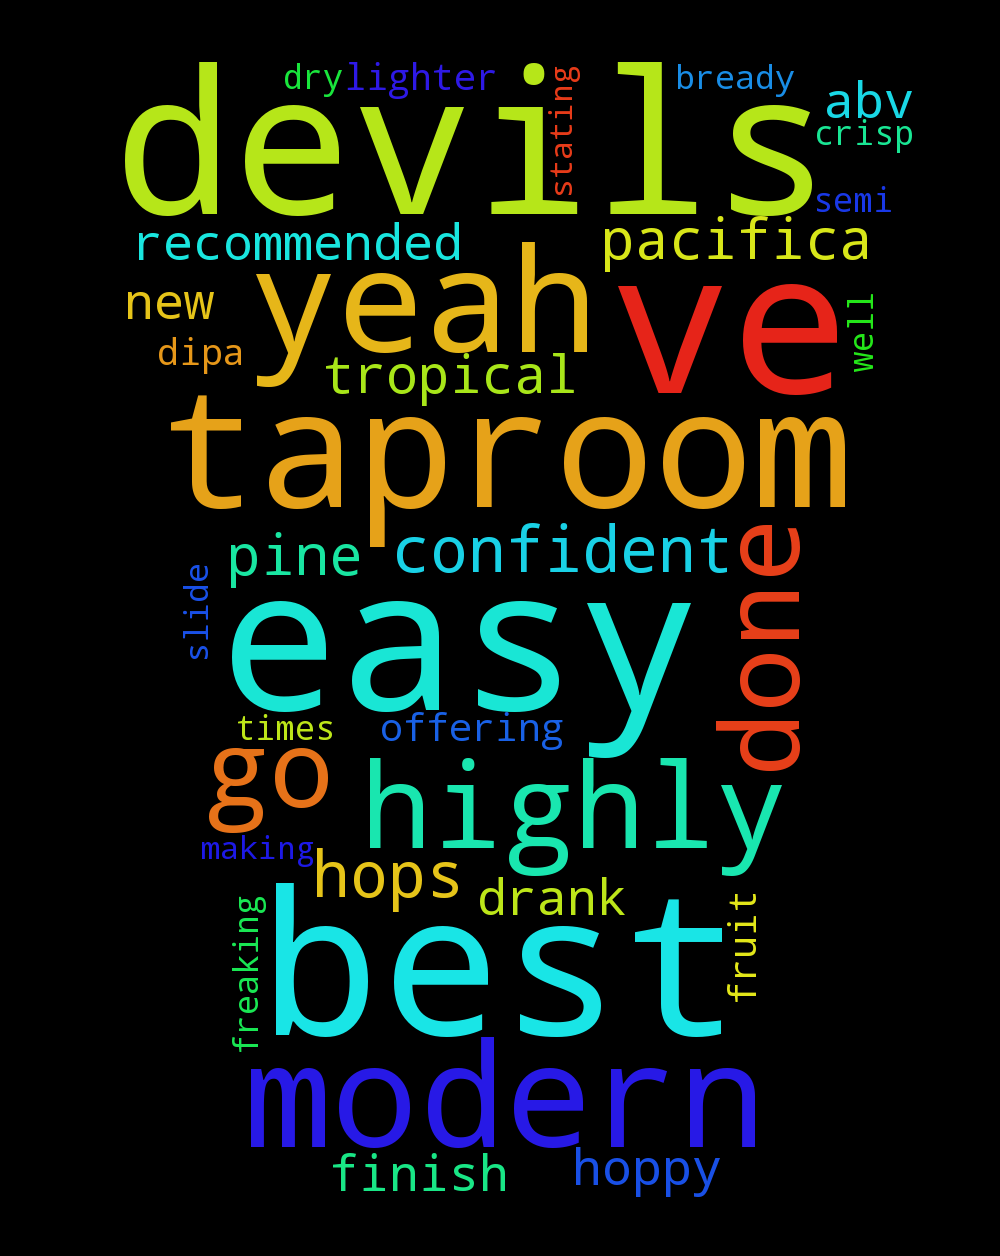 dry lighter stating bready
devils abv
crisp
semi
recommended pacifica
new yeah ve well
dipa
tropical
taproom
pine confident done
slide easy
times offering
go highly
making
hops drank
freaking best fruit
modern
finish hoppy